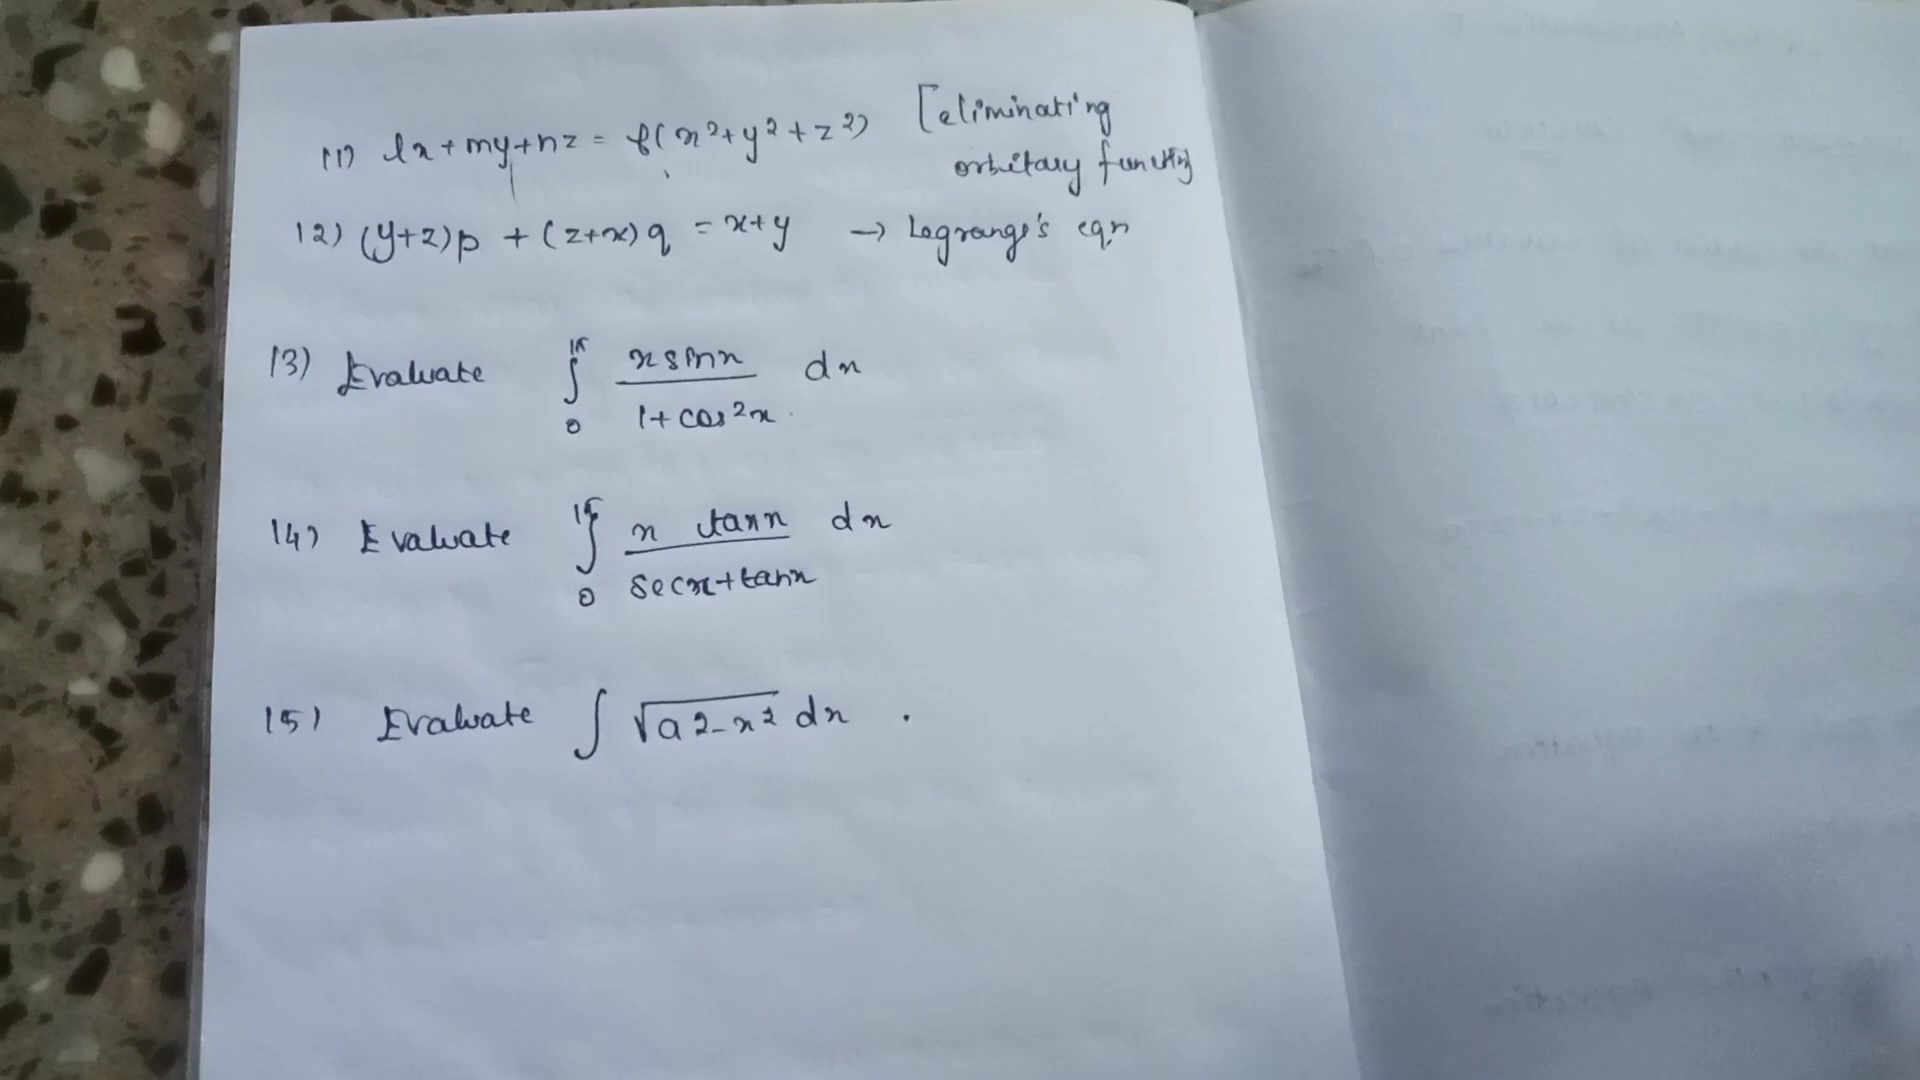 11) lx + my + nz = f(x²+y²+z²) [eliminating
orbitary function]
12) (y+z)p + (z+x)q = x+y → Lagrange's eqn
13) Evaluate ∫₀^π x sin x / 1+cos²x dx
14) Evaluate ∫₀^π x tan x / sec x + tan x dx
15) Evaluate ∫ √a2-x² dx .